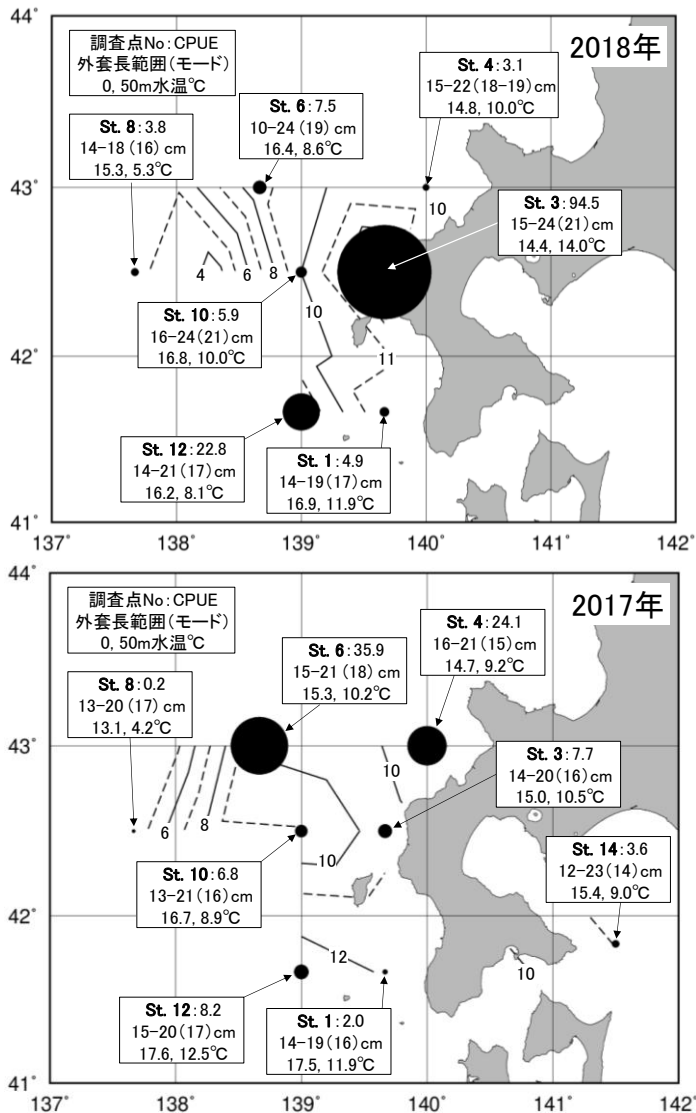 44˚
2018年
調査点No:CPUE
外套長範囲(モード)
0, 50m水温℃
St. 4:3.1
15-22(18-19)cm
14.8, 10.0℃
St. 6:7.5
10-24(19)cm
16.4, 8.6℃
St. 8:3.8
14-18(16)cm
15.3, 5.3℃
43˚
10
St. 3:94.5
15-24(21)cm
14.4, 14.0℃
4
6
8
St. 10:5.9
16-24(21)cm
16.8, 10.0℃
10
11
42˚
St. 12:22.8
14-21(17)cm
16.2, 8.1℃
St. 1:4.9
14-19(17)cm
16.9, 11.9℃
41˚
137˚ 138˚ 139˚ 140˚ 141˚ 142˚
44˚
2017年
調査点No:CPUE
外套長範囲(モード)
0, 50m水温℃
St. 4:24.1
16-21(15)cm
14.7, 9.2℃
St. 6:35.9
15-21(18)cm
15.3, 10.2℃
St. 8:0.2
13-20(17)cm
13.1, 4.2℃
43˚
10
St. 3:7.7
14-20(16)cm
15.0, 10.5℃
6
8
St. 10:6.8
13-21(16)cm
16.7, 8.9℃
10
St. 14:3.6
12-23(14)cm
15.4, 9.0℃
42˚
12
10
St. 12:8.2
15-20(17)cm
17.6, 12.5℃
St. 1:2.0
14-19(16)cm
17.5, 11.9℃
41˚
137˚ 138˚ 139˚ 140˚ 141˚ 142˚